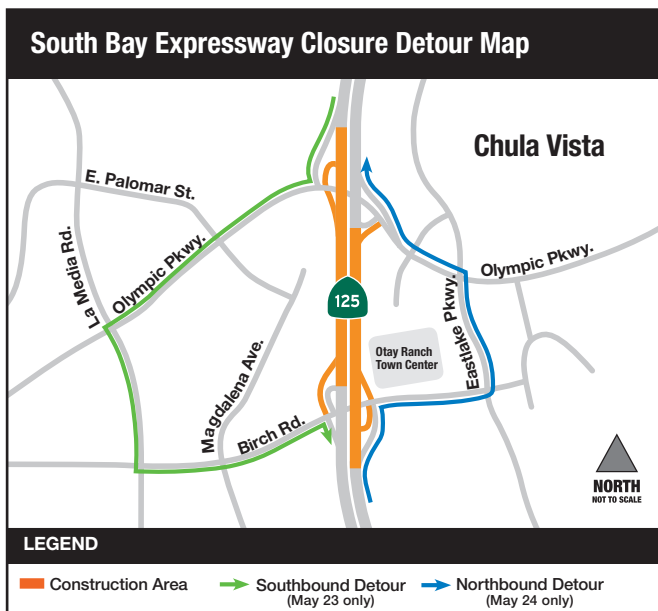 South Bay Expressway Closure Detour Map
Chula Vista
E. Palomar St.
La Media Rd.
Olympic Pkwy.
Olympic Pkwy.
125
Eastlake Pkwy.
Otay Ranch
Town Center
Magdalena Ave.
Birch Rd.
NORTH
NOT TO SCALE
LEGEND
Construction Area
Southbound Detour
(May 23 only)
Northbound Detour
(May 24 only)